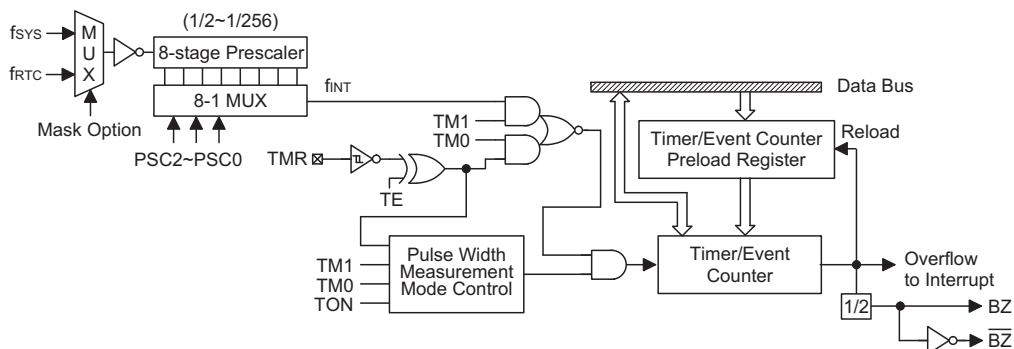 (1/2~1/256)
fSYS
fRTC
M
U
X
8-stage Prescaler
8-1 MUX
Mask Option
PSC2~PSC0
fINT
TM1
TM0
TMR
TE
TM1
TM0
TON
Pulse Width
Measurement
Mode Control
Data Bus
Timer/Event Counter
Preload Register
Reload
Timer/Event
Counter
Overflow
to Interrupt
1/2
BZ
B̅Z̅